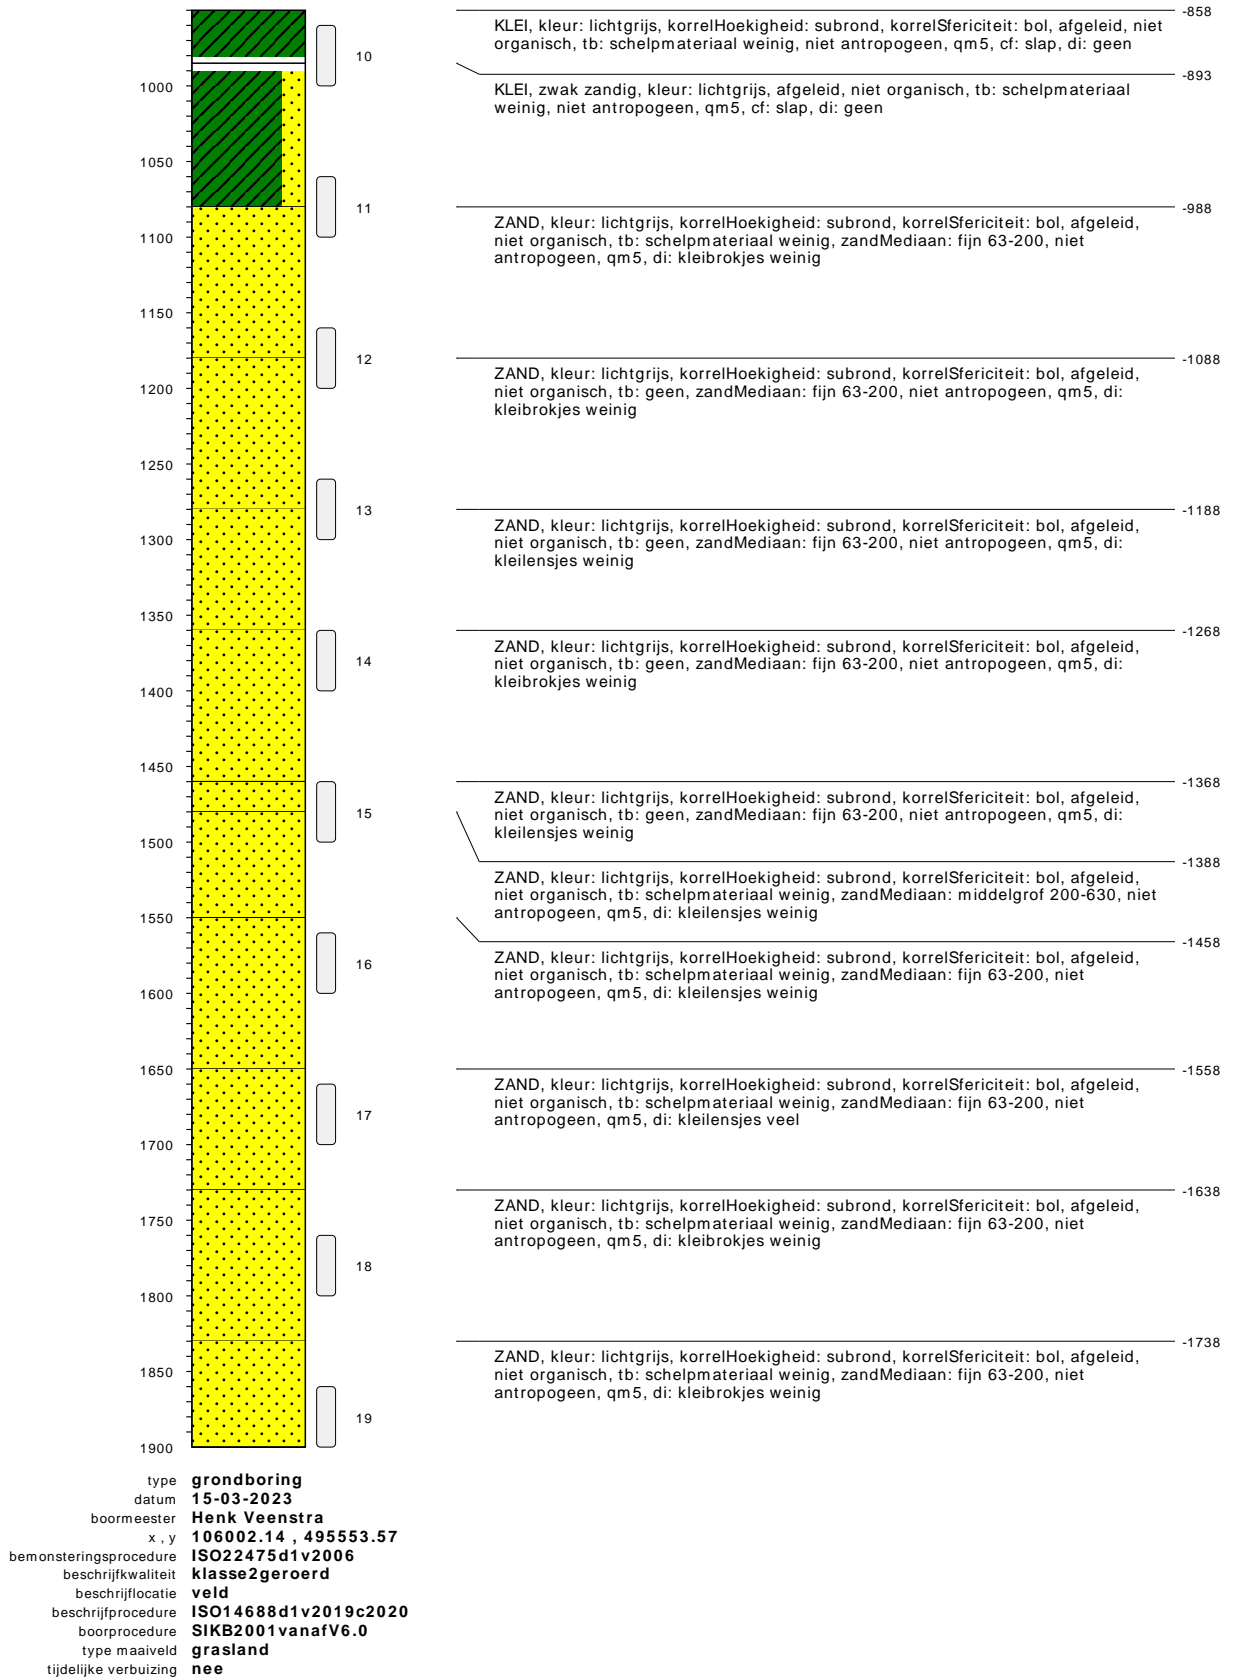 -858
KLEI, kleur: lichtgrijs, korrelHoekigheid: subrond, korrelSfericiteit: bol, afgeleid, niet
organisch, tb: schelpmateriaal weinig, niet antropogeen, qm5, cf: slap, di: geen
10
-893
1000
KLEI, zwak zandig, kleur: lichtgrijs, afgeleid, niet organisch, tb: schelpmateriaal
weinig, niet antropogeen, qm5, cf: slap, di: geen
1050
11
-988
1100
ZAND, kleur: lichtgrijs, korrelHoekigheid: subrond, korrelSfericiteit: bol, afgeleid,
niet organisch, tb: schelpmateriaal weinig, zandMediaan: fijn 63-200, niet
antropogeen, qm5, di: kleibrokjes weinig
1150
12
-1088
1200
ZAND, kleur: lichtgrijs, korrelHoekigheid: subrond, korrelSfericiteit: bol, afgeleid,
niet organisch, tb: geen, zandMediaan: fijn 63-200, niet antropogeen, qm5, di:
kleibrokjes weinig
1250
13
-1188
1300
ZAND, kleur: lichtgrijs, korrelHoekigheid: subrond, korrelSfericiteit: bol, afgeleid,
niet organisch, tb: geen, zandMediaan: fijn 63-200, niet antropogeen, qm5, di:
kleilensjes weinig
1350
-1268
14
1400
ZAND, kleur: lichtgrijs, korrelHoekigheid: subrond, korrelSfericiteit: bol, afgeleid,
niet organisch, tb: geen, zandMediaan: fijn 63-200, niet antropogeen, qm5, di:
kleibrokjes weinig
1450
-1368
15
1500
ZAND, kleur: lichtgrijs, korrelHoekigheid: subrond, korrelSfericiteit: bol, afgeleid,
niet organisch, tb: geen, zandMediaan: fijn 63-200, niet antropogeen, qm5, di:
kleilensjes weinig
-1388
ZAND, kleur: lichtgrijs, korrelHoekigheid: subrond, korrelSfericiteit: bol, afgeleid,
niet organisch, tb: schelpmateriaal weinig, zandMediaan: middelgrof 200-630, niet
antropogeen, qm5, di: kleilensjes weinig
1550
-1458
16
1600
ZAND, kleur: lichtgrijs, korrelHoekigheid: subrond, korrelSfericiteit: bol, afgeleid,
niet organisch, tb: schelpmateriaal weinig, zandMediaan: fijn 63-200, niet
antropogeen, qm5, di: kleilensjes weinig
1650
-1558
17
1700
ZAND, kleur: lichtgrijs, korrelHoekigheid: subrond, korrelSfericiteit: bol, afgeleid,
niet organisch, tb: schelpmateriaal weinig, zandMediaan: fijn 63-200, niet
antropogeen, qm5, di: kleilensjes veel
-1638
1750
ZAND, kleur: lichtgrijs, korrelHoekigheid: subrond, korrelSfericiteit: bol, afgeleid,
niet organisch, tb: schelpmateriaal weinig, zandMediaan: fijn 63-200, niet
antropogeen, qm5, di: kleibrokjes weinig
18
1800
-1738
1850
ZAND, kleur: lichtgrijs, korrelHoekigheid: subrond, korrelSfericiteit: bol, afgeleid,
niet organisch, tb: schelpmateriaal weinig, zandMediaan: fijn 63-200, niet
antropogeen, qm5, di: kleibrokjes weinig
19
1900
type grondboring
datum 15-03-2023
boormeester Henk Veenstra
x , y 106002.14 , 495553.57
bemonsteringsprocedure ISO22475d1v2006
beschrijfkwaliteit klasse2geroerd
beschrijflocatie veld
beschrijfprocedure ISO14688d1v2019c2020
boorprocedure SIKB2001vanafV6.0
type maaiveld grasland
tijdelijke verbuizing nee